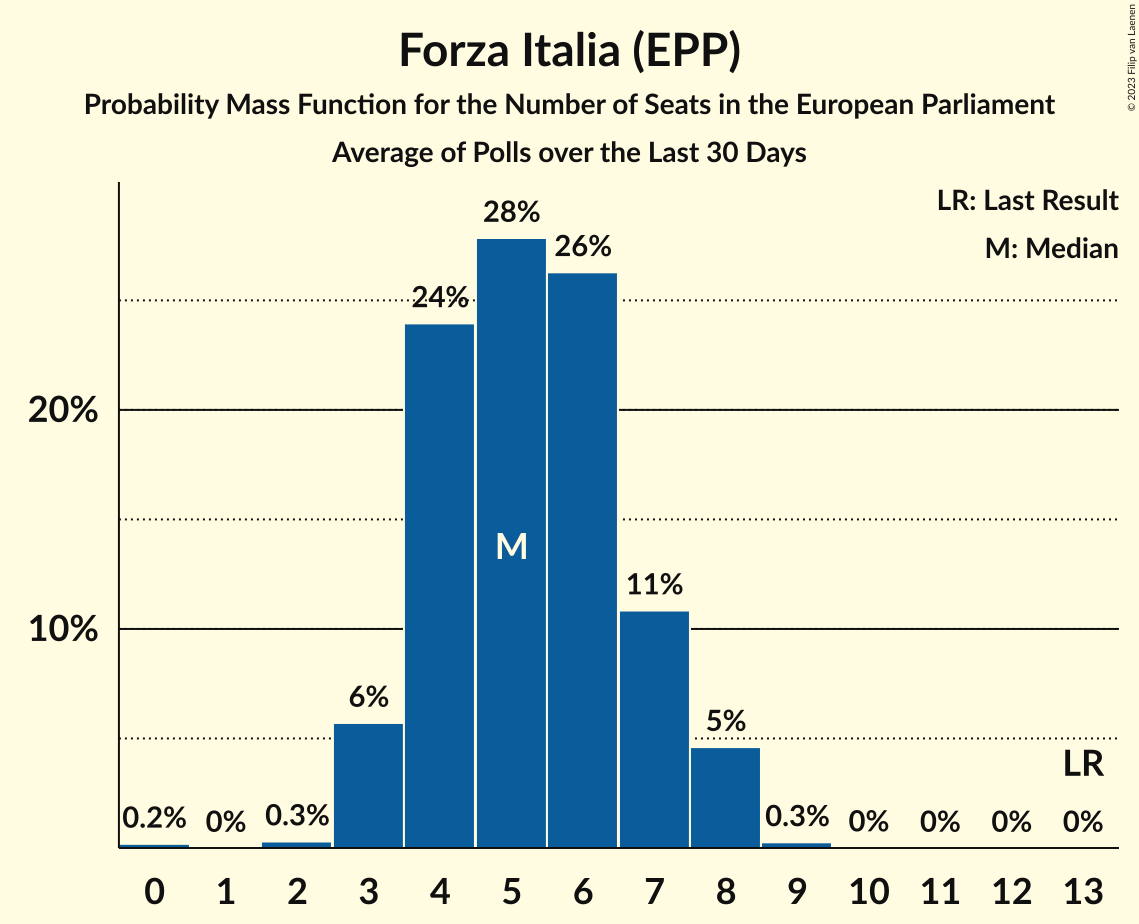 Forza Italia (EPP)
Probability Mass Function for the Number of Seats in the European Parliament
Average of Polls over the Last 30 Days
© 2023 Filip van Laenen
LR: Last Result
M: Median
28%
26%
24%
20%
M
11%
10%
6%
5%
LR
0.2%
0%
0.3%
0.3%
0%
0%
0%
0%
0 1 2 3 4 5 6 7 8 9 10 11 12 13